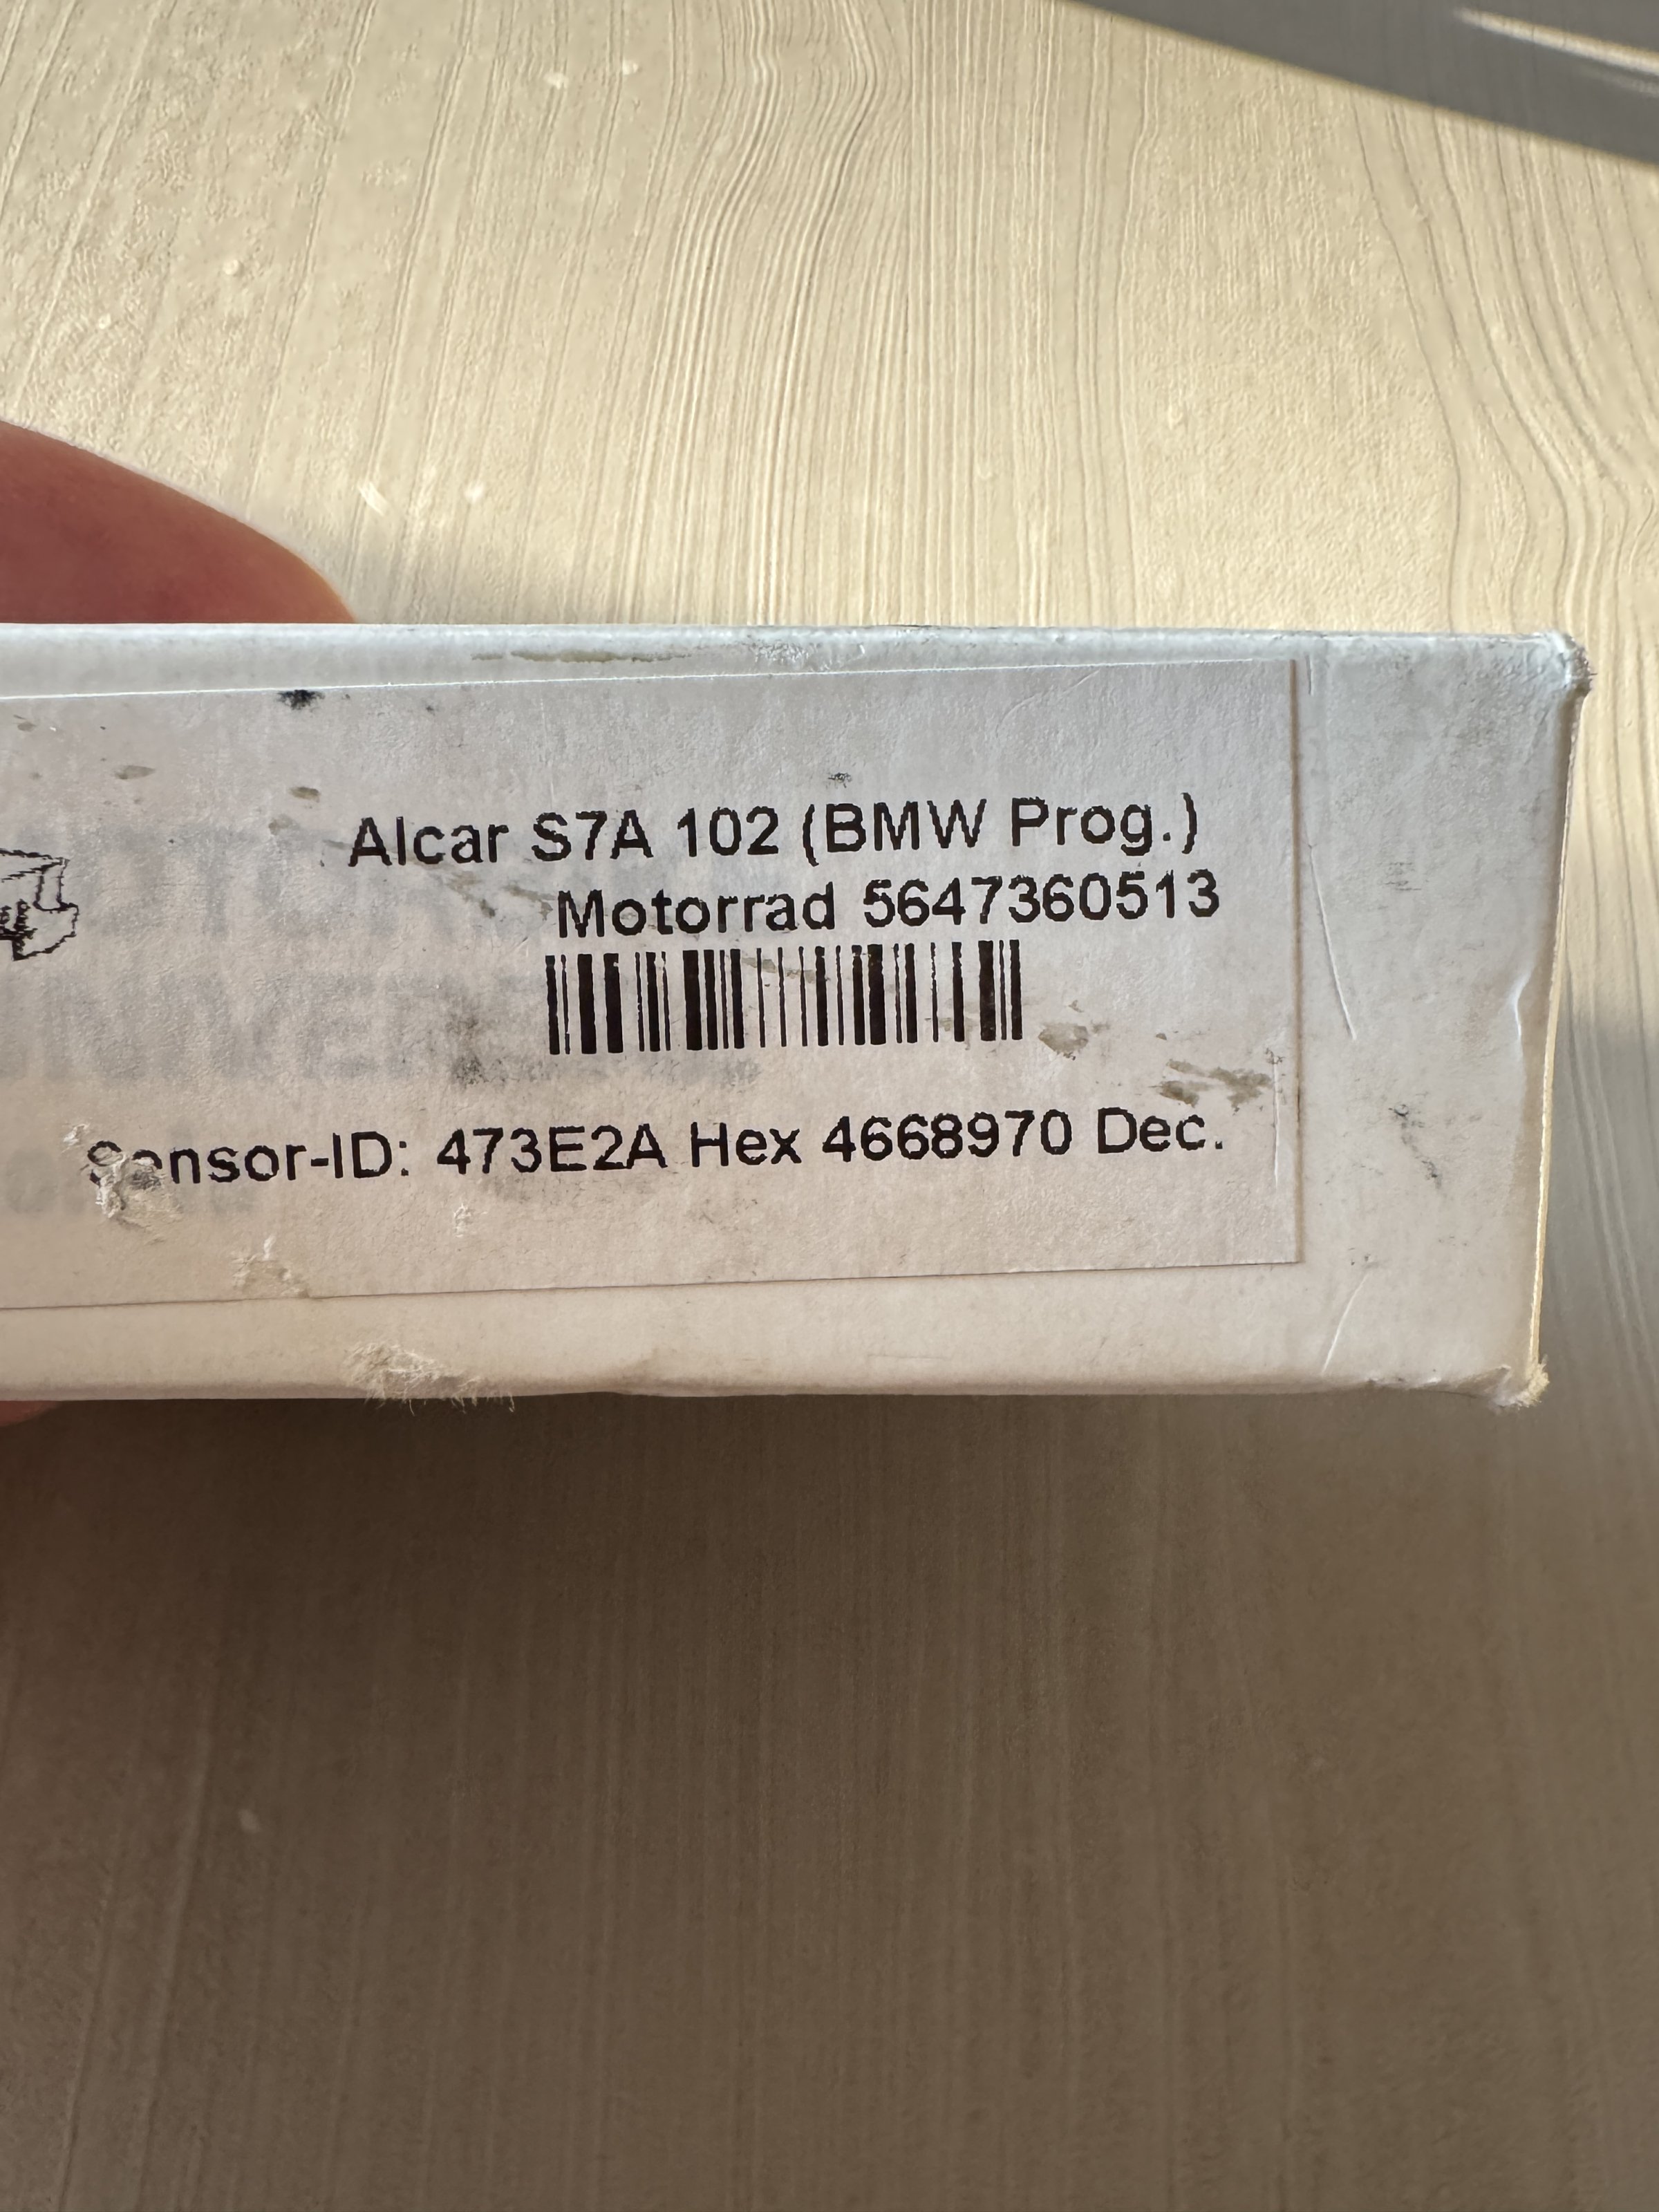 Alcar S7A 102 (BMW Prog.)
Motorrad 5647360513
Sensor-ID: 473E2A Hex 4668970 Dec.